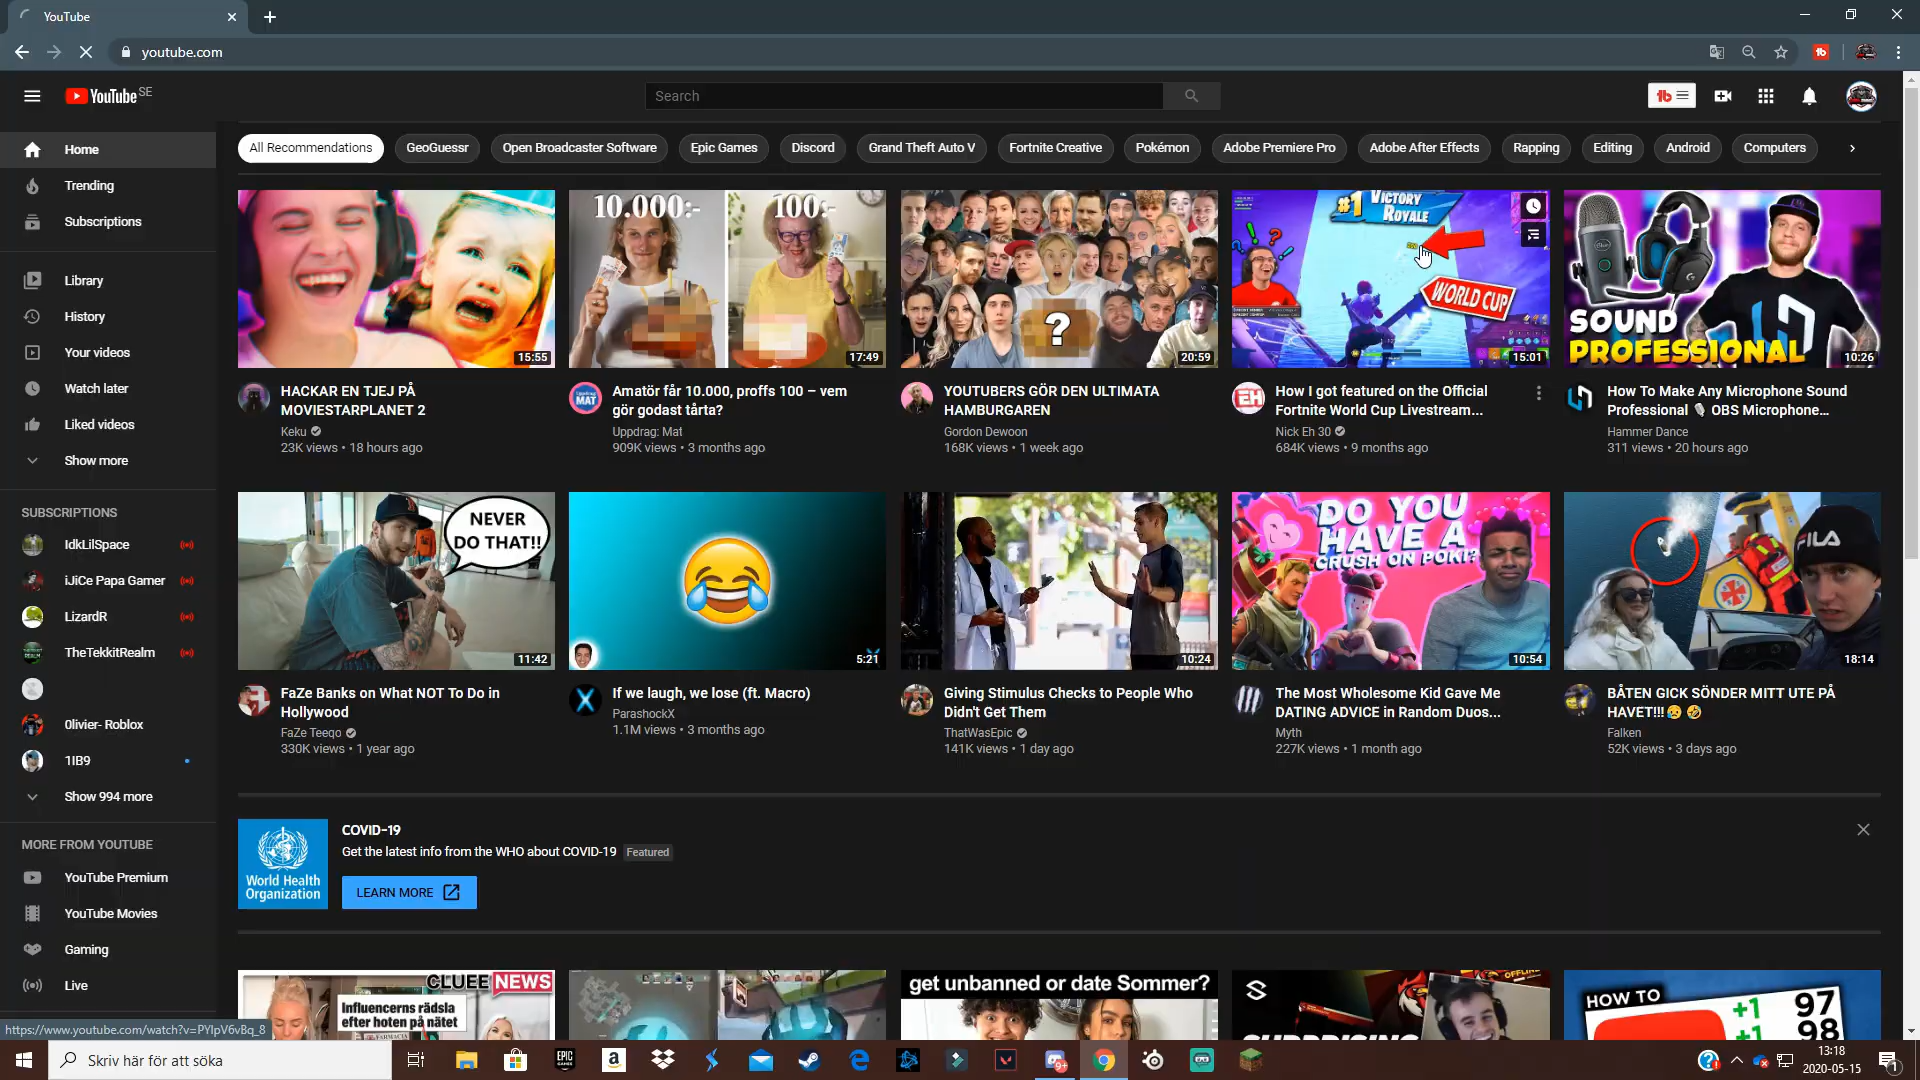 YouTube
youtube.com
YouTube SE
Search
Home
Trending
Subscriptions
Library
History
Your videos
Watch later
Liked videos
Show more
SUBSCRIPTIONS
IdkLilSpace
iJiCe Papa Gamer
LizardR
TheTekkitRealm
0livier- Roblox
1IB9
Show 994 more
MORE FROM YOUTUBE
YouTube Premium
YouTube Movies
Gaming
Live
All Recommendations
GeoGuessr
Open Broadcaster Software
Epic Games
Discord
Grand Theft Auto V
Fortnite Creative
Pokémon
Adobe Premiere Pro
Adobe After Effects
Rapping
Editing
Android
Computers
15:55
HACKAR EN TJEJ PÅ
MOVIESTARPLANET 2
Keku
23K views • 18 hours ago
10.000:-
100:-
17:49
Uppdrag:
MAT
Amatör får 10.000, proffs 100 – vem
gör godast tårta?
Uppdrag: Mat
909K views • 3 months ago
?
20:59
YOUTUBERS GÖR DEN ULTIMATA
HAMBURGAREN
Gordon Dewoon
168K views • 1 week ago
#1 VICTORY
ROYALE
WORLD CUP
15:01
EH
How I got featured on the Official
Fortnite World Cup Livestream...
Nick Eh 30
684K views • 9 months ago
SOUND
PROFESSIONAL
10:26
How To Make Any Microphone Sound
Professional 🎙 OBS Microphone...
Hammer Dance
311 views • 20 hours ago
NEVER
DO THAT!!
11:42
FaZe Banks on What NOT To Do in
Hollywood
FaZe Teeqo
330K views • 1 year ago
5:21
If we laugh, we lose (ft. Macro)
ParashockX
1.1M views • 3 months ago
10:24
Giving Stimulus Checks to People Who
Didn't Get Them
ThatWasEpic
141K views • 1 day ago
DO YOU
HAVE A
CRUSH ON POKI?
10:54
The Most Wholesome Kid Gave Me
DATING ADVICE in Random Duos...
Myth
227K views • 1 month ago
FILA
18:14
BÅTEN GICK SÖNDER MITT UTE PÅ
HAVET!!!😥🤣
Falken
52K views • 3 days ago
World Health
Organization
COVID-19
Get the latest info from the WHO about COVID-19 Featured
LEARN MORE
CLUEE NEWS
Influencerns rädsla
efter hoten på nätet
get unbanned or date Sommer?
OFFLINE
HOW TO
+1 97
+1 98
https://www.youtube.com/watch?v=PYIpV6vBq_8
Skriv här för att söka
EPIC
GAMES
9+
13:18
2020-05-15
1